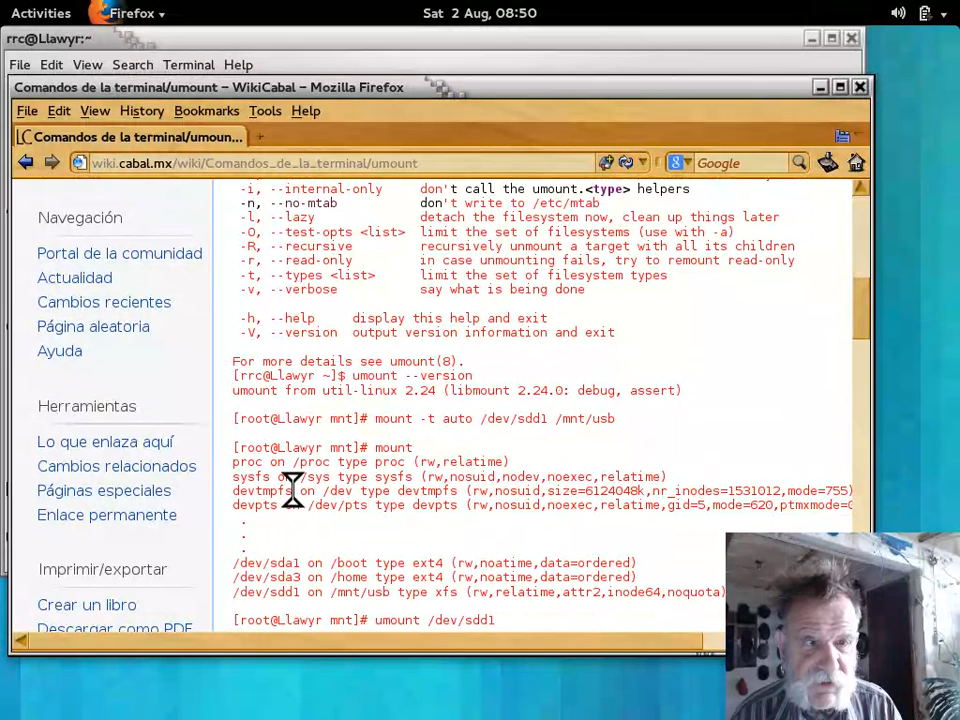 Activities Firefox Sat 2 Aug, 08:50
rrc@Llawyr:~
File Edit View Search Terminal Help
Comandos de la terminal/umount – WikiCabal – Mozilla Firefox
File Edit View History Bookmarks Tools Help
LC Comandos de la terminal/umoun... +
wiki.cabal.mx/wiki/Comandos_de_la_terminal/umount Google
Navegación
Portal de la comunidad
Actualidad
Cambios recientes
Página aleatoria
Ayuda
Herramientas
Lo que enlaza aquí
Cambios relacionados
Páginas especiales
Enlace permanente
Imprimir/exportar
Crear un libro
Descargar como PDF
-i, --internal-only don't call the umount.<type> helpers
-n, --no-mtab don't write to /etc/mtab
-l, --lazy detach the filesystem now, clean up things later
-O, --test-opts <list> limit the set of filesystems (use with -a)
-R, --recursive recursively unmount a target with all its children
-r, --read-only in case unmounting fails, try to remount read-only
-t, --types <list> limit the set of filesystem types
-v, --verbose say what is being done
-h, --help display this help and exit
-V, --version output version information and exit
For more details see umount(8).
[rrc@Llawyr ~]$ umount --version
umount from util-linux 2.24 (libmount 2.24.0: debug, assert)
[root@Llawyr mnt]# mount -t auto /dev/sdd1 /mnt/usb
[root@Llawyr mnt]# mount
proc on /proc type proc (rw,relatime)
sysfs on /sys type sysfs (rw,nosuid,nodev,noexec,relatime)
devtmpfs on /dev type devtmpfs (rw,nosuid,size=6124048k,nr_inodes=1531012,mode=755)
devpts on /dev/pts type devpts (rw,nosuid,noexec,relatime,gid=5,mode=620,ptmxmode=0
.
.
.
/dev/sda1 on /boot type ext4 (rw,noatime,data=ordered)
/dev/sda3 on /home type ext4 (rw,noatime,data=ordered)
/dev/sdd1 on /mnt/usb type xfs (rw,relatime,attr2,inode64,noquota)
[root@Llawyr mnt]# umount /dev/sdd1